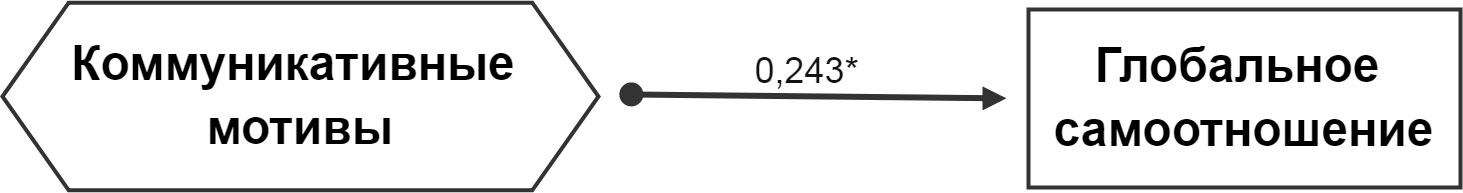 Коммуникативные
мотивы
0,243*
Глобальное
самоотношение